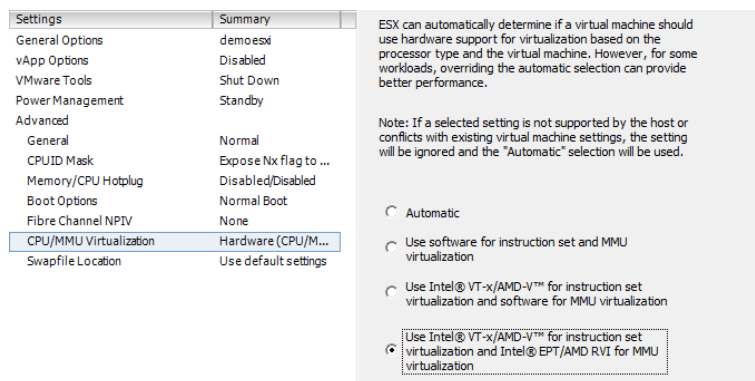 Settings Summary
General Options demoesxi
vApp Options Disabled
VMware Tools Shut Down
Power Management Standby
Advanced
General Normal
CPUID Mask Expose Nx flag to ...
Memory/CPU Hotplug Disabled/Disabled
Boot Options Normal Boot
Fibre Channel NPIV None
CPU/MMU Virtualization Hardware (CPU/M...
Swapfile Location Use default settings
ESX can automatically determine if a virtual machine should
use hardware support for virtualization based on the
processor type and the virtual machine. However, for some
workloads, overriding the automatic selection can provide
better performance.
Note: If a selected setting is not supported by the host or
conflicts with existing virtual machine settings, the setting
will be ignored and the "Automatic" selection will be used.
Automatic
Use software for instruction set and MMU
virtualization
Use Intel® VT-x/AMD-V™ for instruction set
virtualization and software for MMU virtualization
Use Intel® VT-x/AMD-V™ for instruction set
virtualization and Intel® EPT/AMD RVI for MMU
virtualization